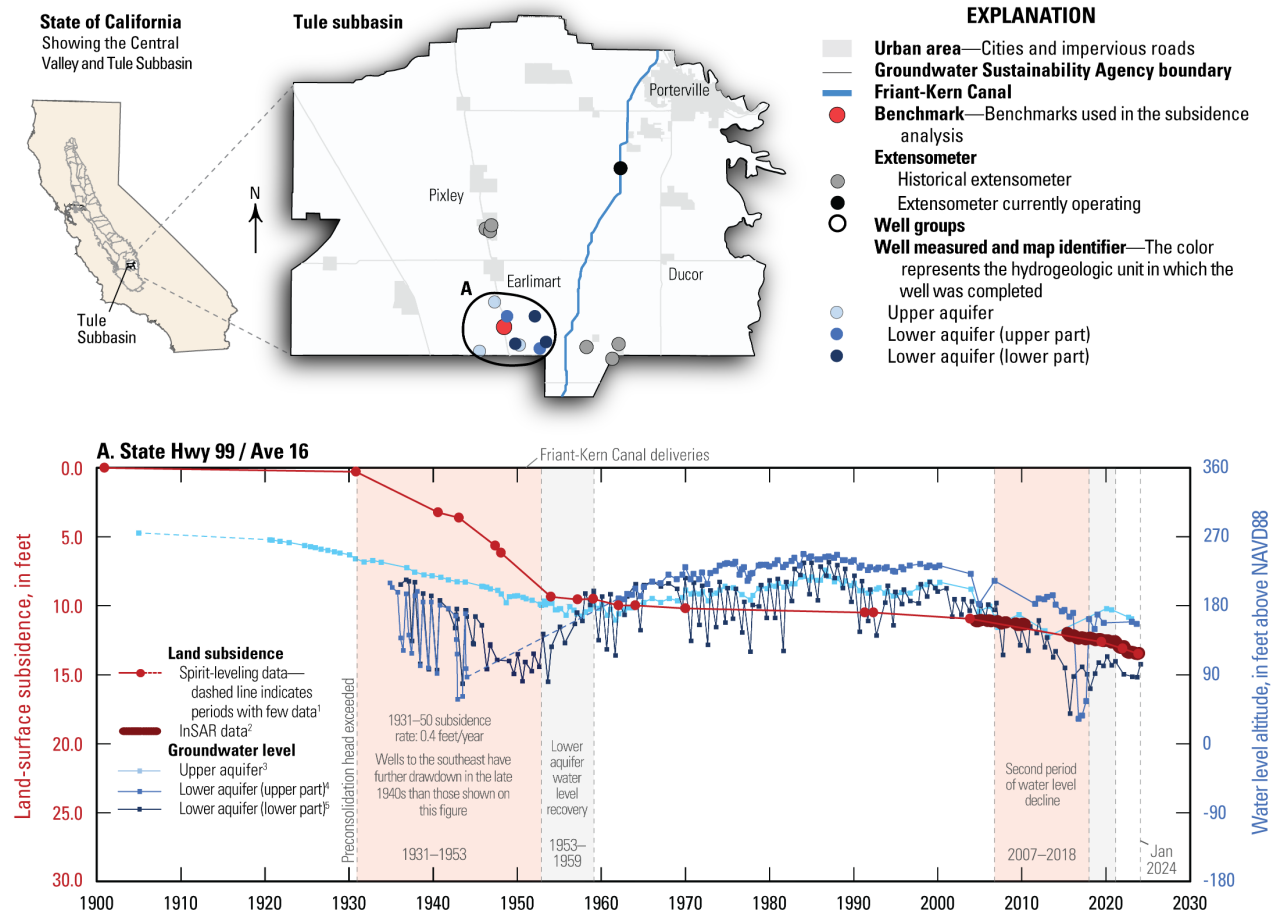 State of California
Showing the Central
Valley and Tule Subbasin
Tule
Subbasin
Tule subbasin
Porterville
N
Pixley
Earlimart
Ducor
A
EXPLANATION
Urban area—Cities and impervious roads
Groundwater Sustainability Agency boundary
Friant-Kern Canal
Benchmark—Benchmarks used in the subsidence
analysis
Extensometer
Historical extensometer
Extensometer currently operating
Well groups
Well measured and map identifier—The color
represents the hydrogeologic unit in which the
well was completed
Upper aquifer
Lower aquifer (upper part)
Lower aquifer (lower part)
A. State Hwy 99 / Ave 16
Friant-Kern Canal deliveries
Land-surface subsidence, in feet
0.0
5.0
10.0
15.0
20.0
25.0
30.0
Land subsidence
Spirit-leveling data—
dashed line indicates
periods with few data¹
InSAR data²
Groundwater level
Upper aquifer³
Lower aquifer (upper part)⁴
Lower aquifer (lower part)⁵
Preconsolidation head exceeded
1931–50 subsidence
rate: 0.4 feet/year
Wells to the southeast have
further drawdown in the late
1940s than those shown on
this figure
1931–1953
Lower
aquifer
water
level
recovery
1953–
1959
Second period
of water level
decline
2007–2018
Jan
2024
360
270
180
90
0
-90
-180
Water level altitude, in feet above NAVD88
1900 1910 1920 1930 1940 1950 1960 1970 1980 1990 2000 2010 2020 2030